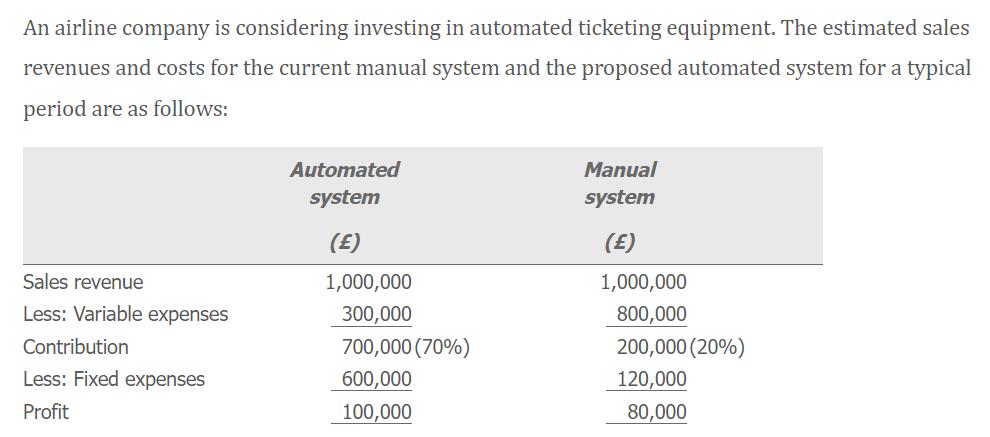 An airline company is considering investing in automated ticketing equipment. The estimated sales
revenues and costs for the current manual system and the proposed automated system for a typical
period are as follows:
Automated system Manual system
(£) (£)
Sales revenue 1,000,000 1,000,000
Less: Variable expenses 300,000 800,000
Contribution 700,000 (70%) 200,000 (20%)
Less: Fixed expenses 600,000 120,000
Profit 100,000 80,000